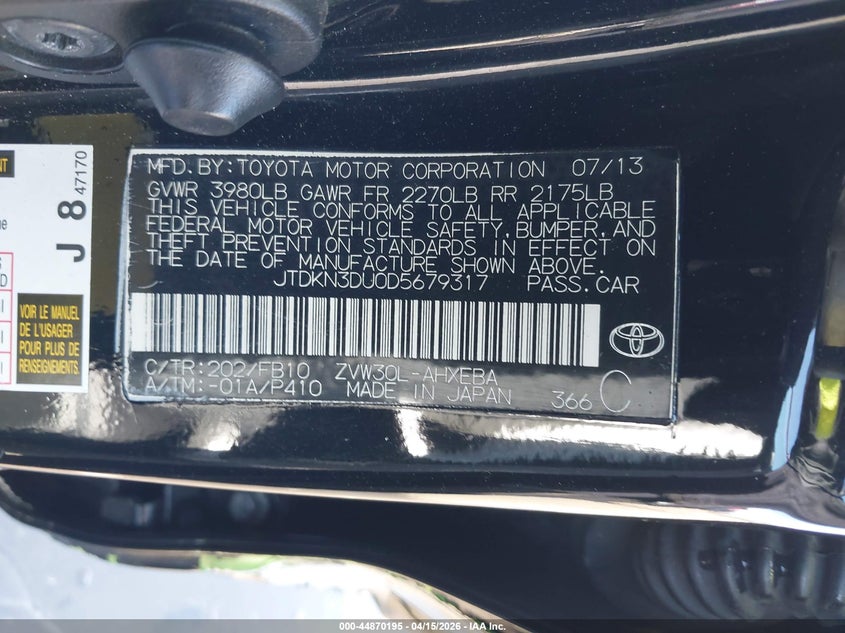 MFD.BY:TOYOTA MOTOR CORPORATION 07/13
GVWR 3980LB GAWR FR 2270LB RR 2175LB
THIS VEHICLE CONFORMS TO ALL APPLICABLE
FEDERAL MOTOR VEHICLE SAFETY,BUMPER,AND
THEFT PREVENTION STANDARDS IN EFFECT ON
THE DATE OF MANUFACTURE SHOWN ABOVE.
JTDKN3DU0D5679317 PASS.CAR
C/TR:202/FB10 ZVW30L-AHXEBA
A/TM:-01A/P410 MADE IN JAPAN 366 C
J 8 47170
VOIR LE MANUEL
DE L'USAGER
POUR PLUS DE
RENSEIGNEMENTS
000-44870195 - 04/15/2026 - IAA Inc.